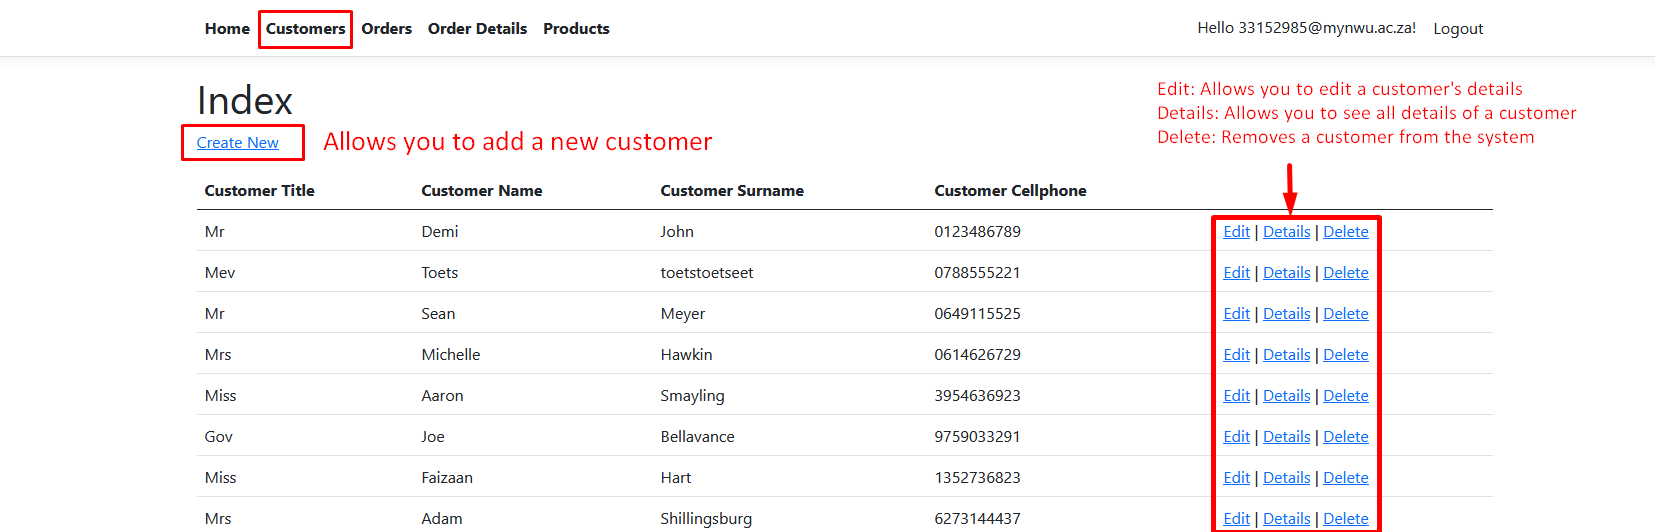 Home Customers Orders Order Details Products Hello 33152985@mynwu.ac.za! Logout
Index
Create New Allows you to add a new customer
Edit: Allows you to edit a customer's details
Details: Allows you to see all details of a customer
Delete: Removes a customer from the system
Customer Title Customer Name Customer Surname Customer Cellphone
Mr Demi John 0123486789 Edit | Details | Delete
Mev Toets toetstoetseet 0788555221 Edit | Details | Delete
Mr Sean Meyer 0649115525 Edit | Details | Delete
Mrs Michelle Hawkin 0614626729 Edit | Details | Delete
Miss Aaron Smayling 3954636923 Edit | Details | Delete
Gov Joe Bellavance 9759033291 Edit | Details | Delete
Miss Faizaan Hart 1352736823 Edit | Details | Delete
Mrs Adam Shillingsburg 6273144437 Edit | Details | Delete